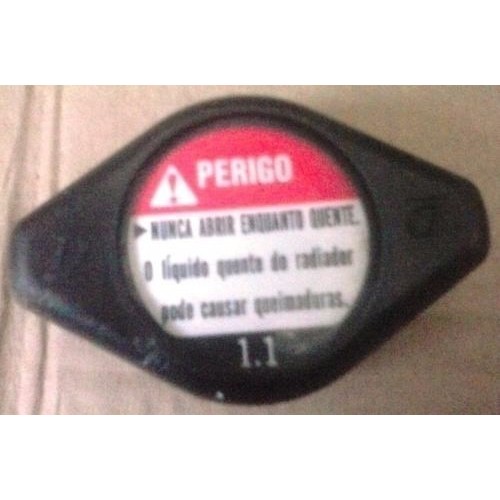 PERIGO
NUNCA ABRIR ENQUANTO QUENTE.
O líquido quente do radiador
pode causar queimaduras.
1.1